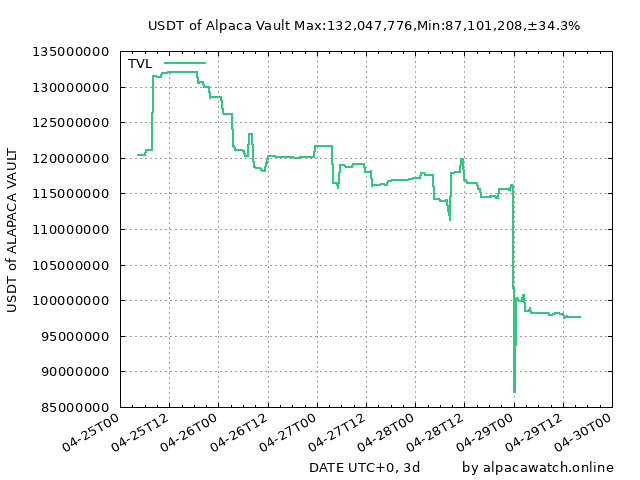 USDT of Alpaca Vault Max:132,047,776,Min:87,101,208,±34.3%
TVL
USDT of ALAPACA VAULT
135000000
130000000
125000000
120000000
115000000
110000000
105000000
100000000
95000000
90000000
85000000
04-25T00
04-25T12
04-26T00
04-26T12
04-27T00
04-27T12
04-28T00
04-28T12
04-29T00
04-29T12
04-30T00
DATE UTC+0, 3d
by alpacawatch.online